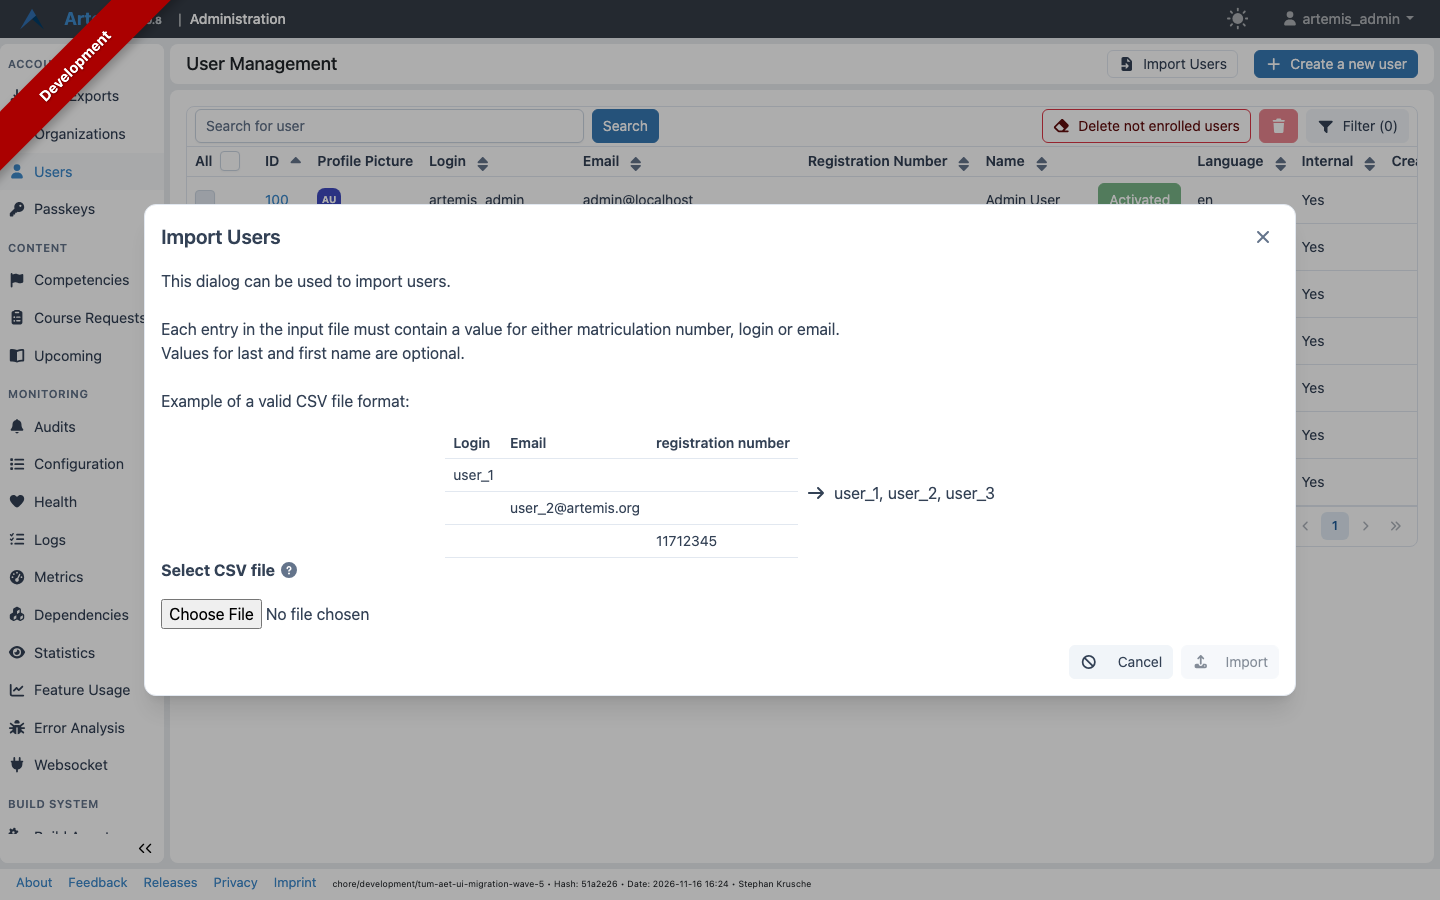 Development
Administration
artemis_admin
User Management
Import Users
Create a new user
Search for user
Search
Delete not enrolled users
Filter (0)
All ID Profile Picture Login Email Registration Number Name Language Internal
100 AU artemis_admin admin@localhost Admin User Activated en Yes
Yes
Yes
Yes
Yes
Yes
Yes
1
Organizations
Users
Passkeys
CONTENT
Competencies
Course Requests
Upcoming
MONITORING
Audits
Configuration
Health
Logs
Metrics
Dependencies
Statistics
Feature Usage
Error Analysis
Websocket
BUILD SYSTEM
Import Users
This dialog can be used to import users.
Each entry in the input file must contain a value for either matriculation number, login or email.
Values for last and first name are optional.
Example of a valid CSV file format:
Login Email registration number
user_1
user_2@artemis.org
11712345
user_1, user_2, user_3
Select CSV file
Choose File No file chosen
Cancel
Import
About Feedback Releases Privacy Imprint chore/development/tum-aet-ui-migration-wave-5 • Hash: 51a2e26 • Date: 2026-11-16 16:24 • Stephan Krusche